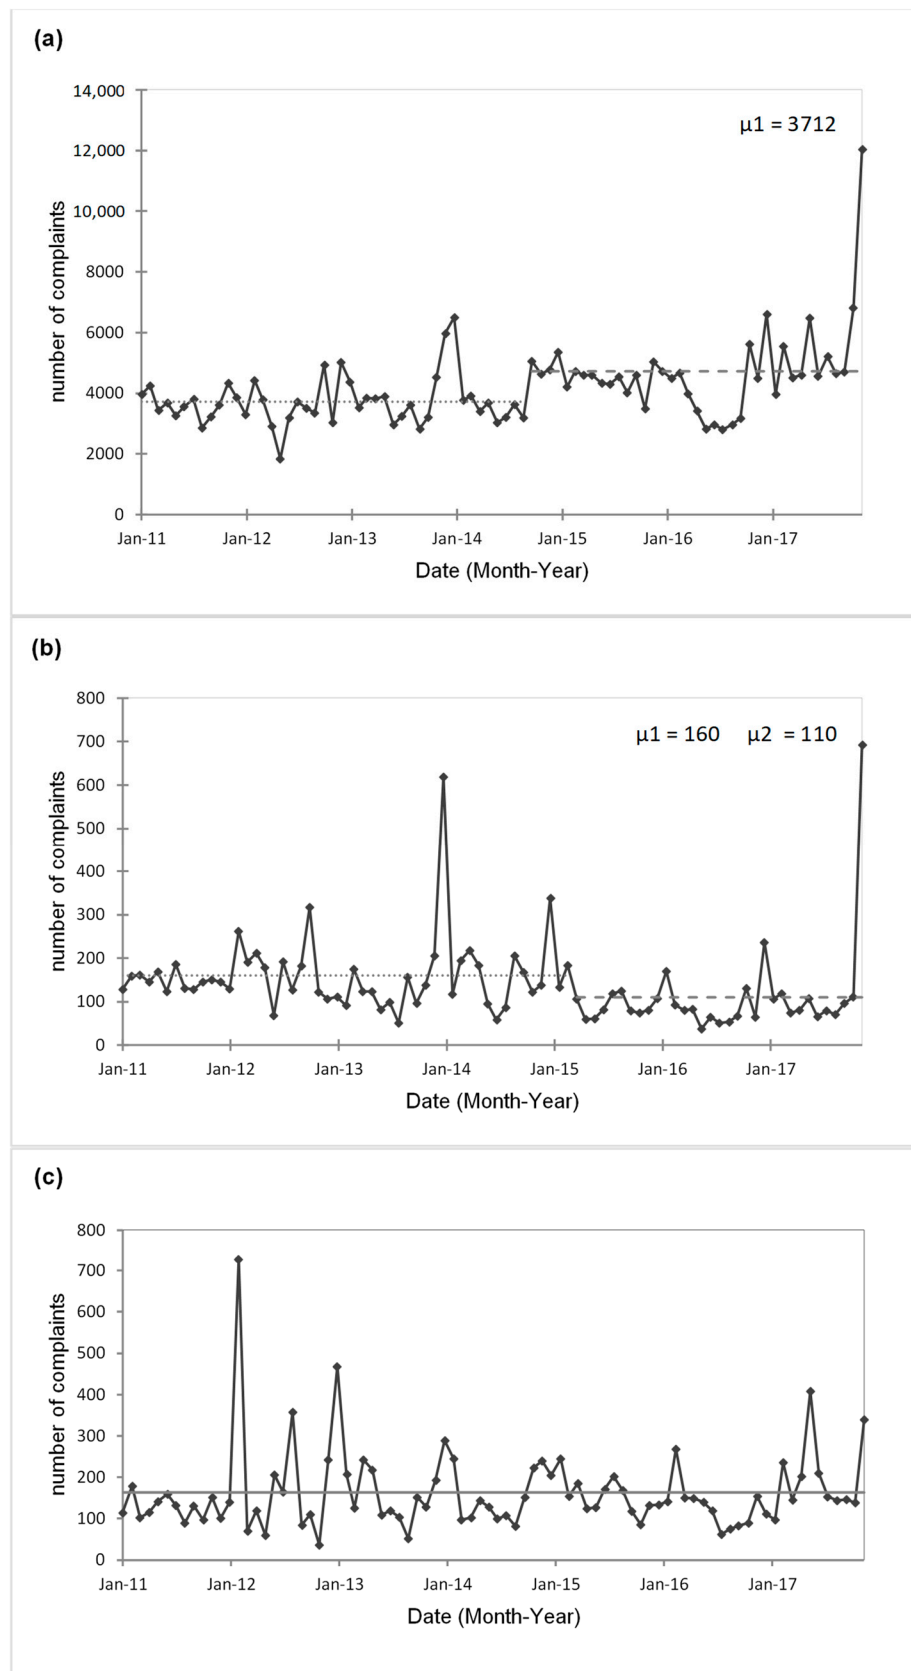 (a)
14,000
12,000
10,000
8000
6000
4000
2000
0
number of complaints
μ1 = 3712
Jan-11 Jan-12 Jan-13 Jan-14 Jan-15 Jan-16 Jan-17
Date (Month-Year)
(b)
800
700
600
500
400
300
200
100
0
number of complaints
μ1 = 160 μ2 = 110
Jan-11 Jan-12 Jan-13 Jan-14 Jan-15 Jan-16 Jan-17
Date (Month-Year)
(c)
800
700
600
500
400
300
200
100
0
number of complaints
Jan-11 Jan-12 Jan-13 Jan-14 Jan-15 Jan-16 Jan-17
Date (Month-Year)